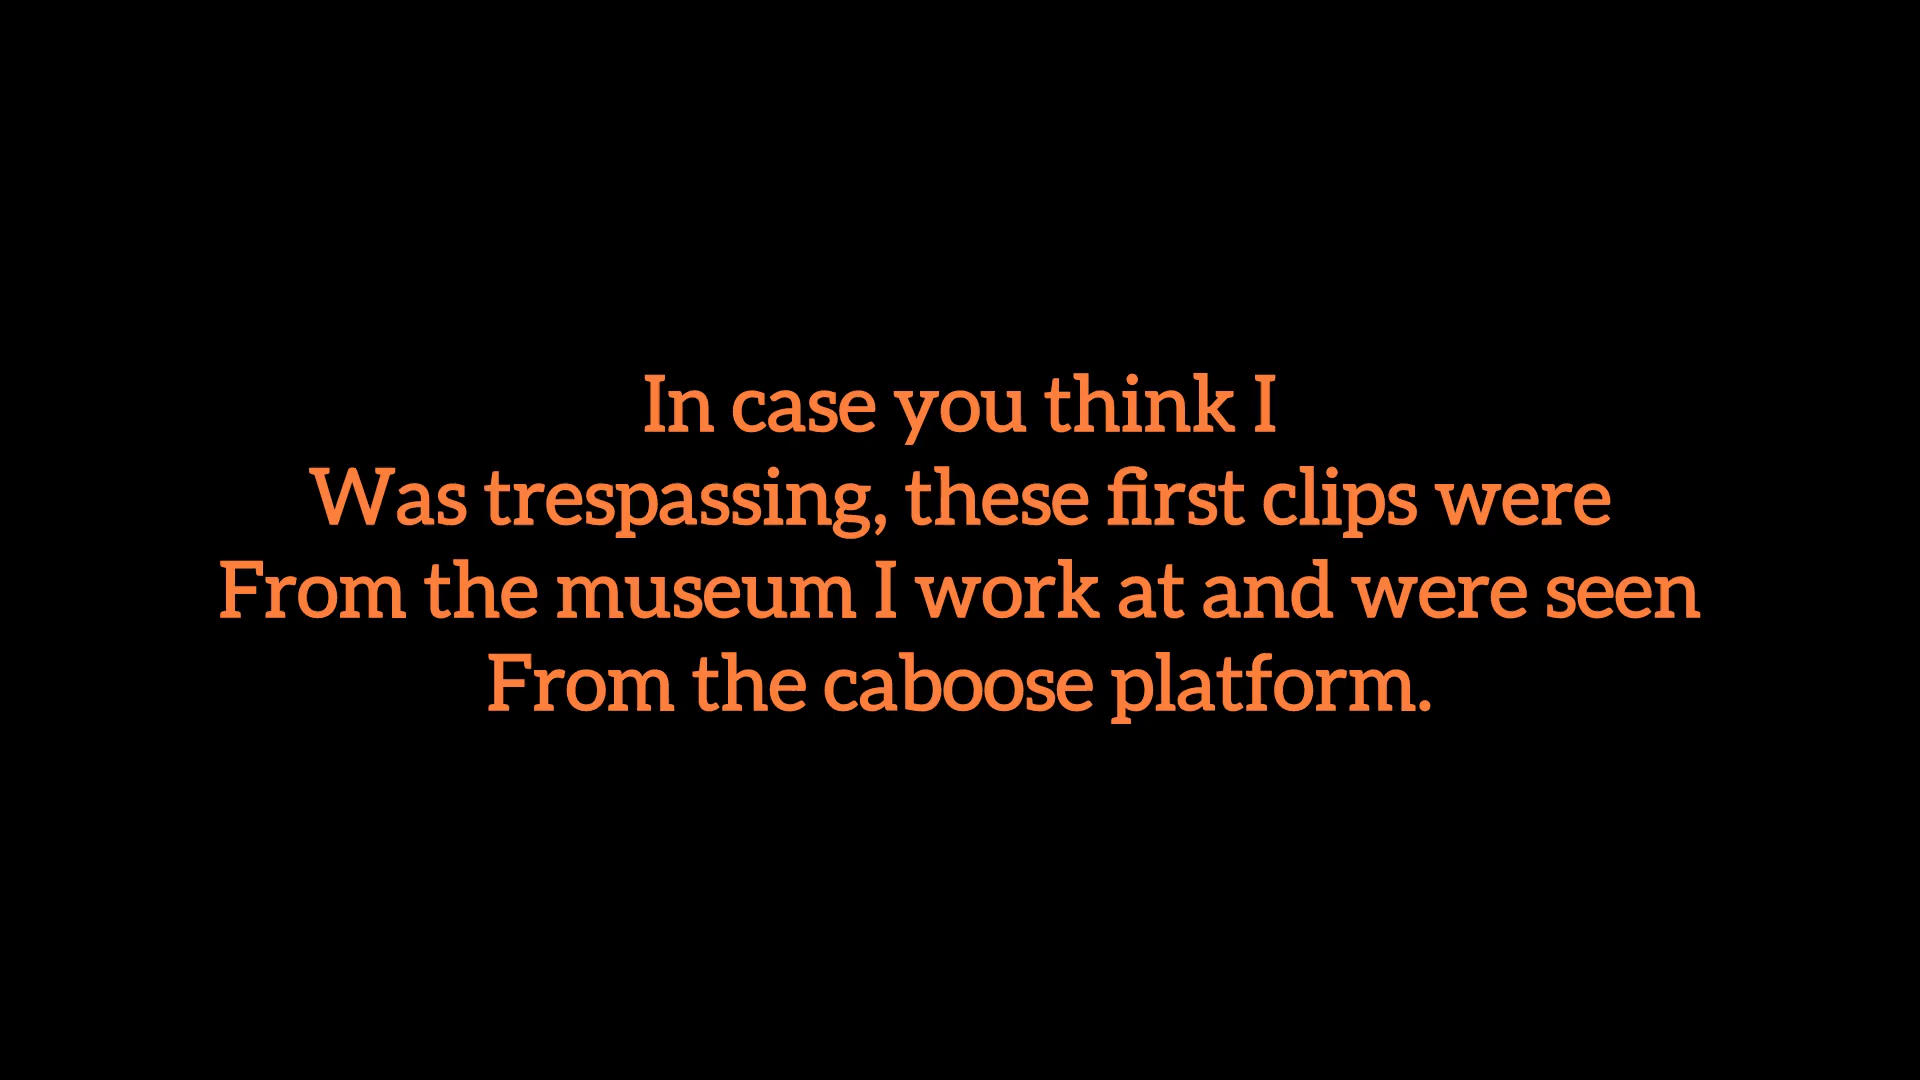 In case you think I
Was trespassing, these first clips were
From the museum I work at and were seen
From the caboose platform.